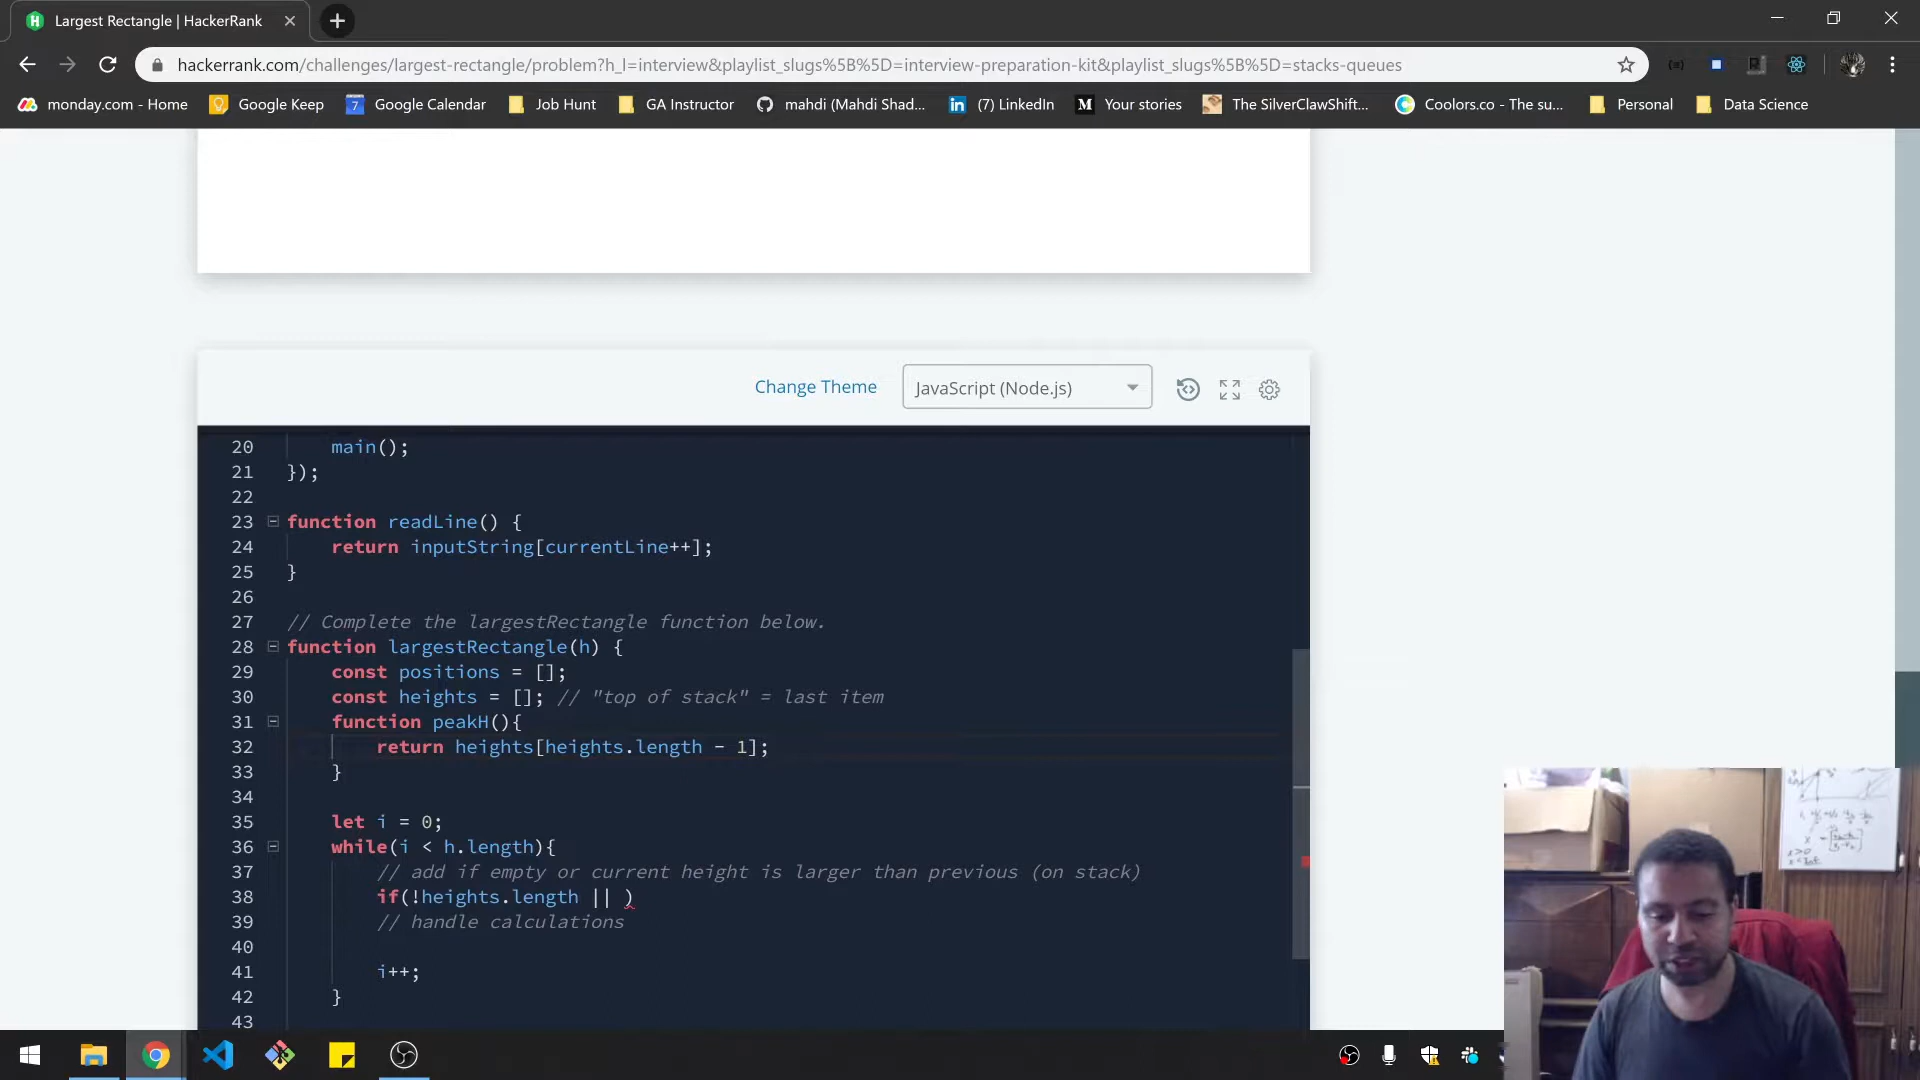 Largest Rectangle | HackerRank
hackerrank.com/challenges/largest-rectangle/problem?h_l=interview&playlist_slugs%5B%5D=interview-preparation-kit&playlist_slugs%5B%5D=stacks-queues
monday.com - Home Google Keep Google Calendar Job Hunt GA Instructor mahdi (Mahdi Shad... (7) LinkedIn Your stories The SilverClawShift... Coolors.co - The su... Personal Data Science
Change Theme JavaScript (Node.js)
20 main();
21 });
22
23 function readLine() {
24 return inputString[currentLine++];
25 }
26
27 // Complete the largestRectangle function below.
28 function largestRectangle(h) {
29 const positions = [];
30 const heights = []; // "top of stack" = last item
31 function peakH(){
32 return heights[heights.length - 1];
33 }
34
35 let i = 0;
36 while(i < h.length){
37 // add if empty or current height is larger than previous (on stack)
38 if(!heights.length || )
39 // handle calculations
40
41 i++;
42 }
43